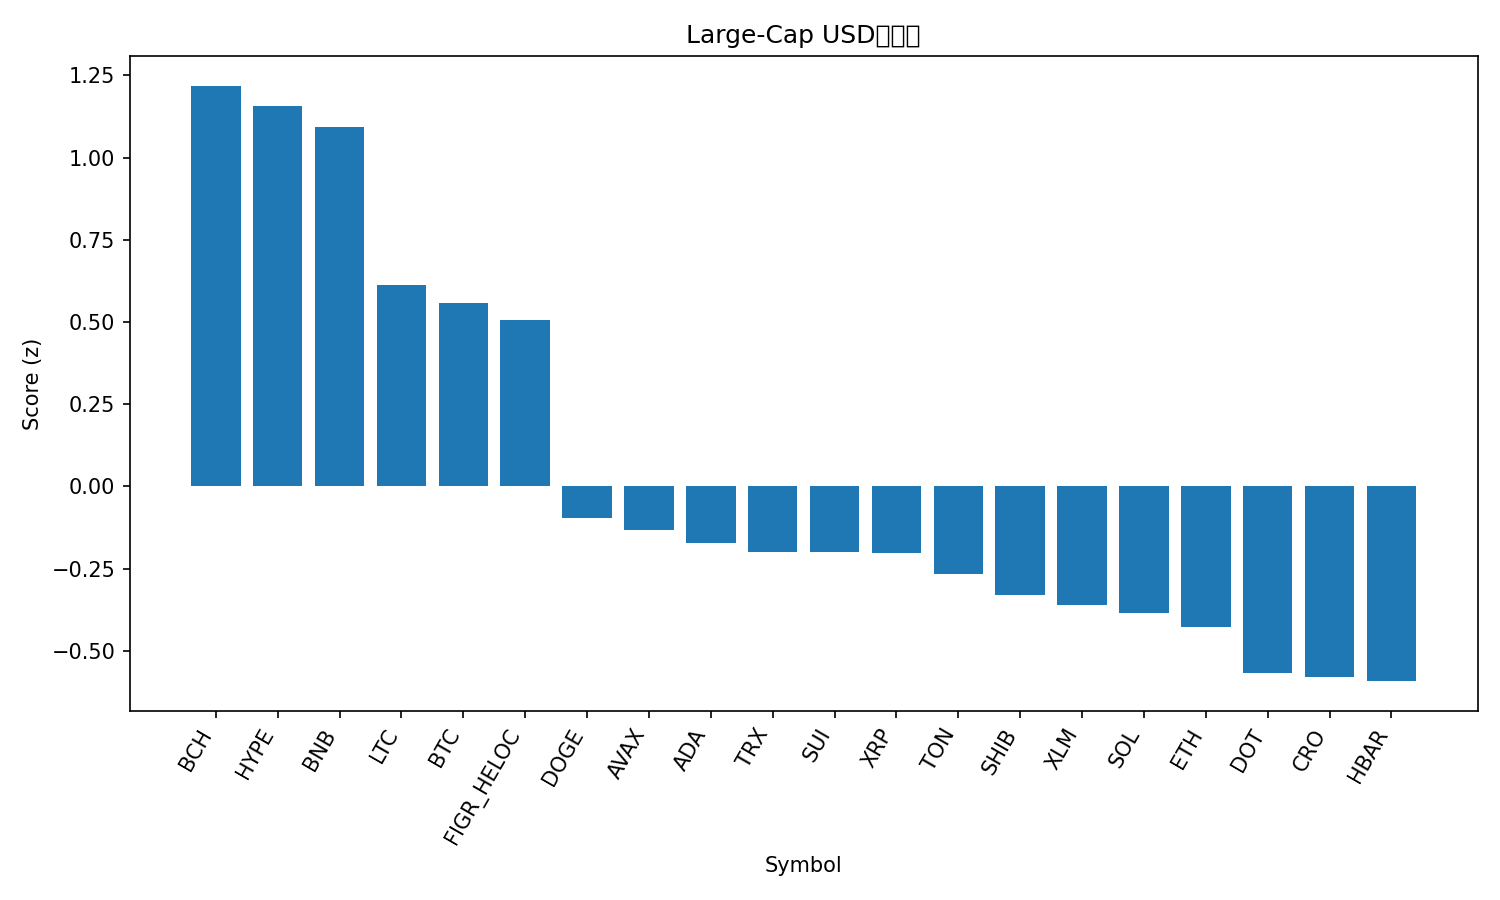 Large-Cap USD
Score (z)
1.25
1.00
0.75
0.50
0.25
0.00
−0.25
−0.50
BCH
HYPE
BNB
LTC
BTC
FIGR_HELOC
DOGE
AVAX
ADA
TRX
SUI
XRP
TON
SHIB
XLM
SOL
ETH
DOT
CRO
HBAR
Symbol